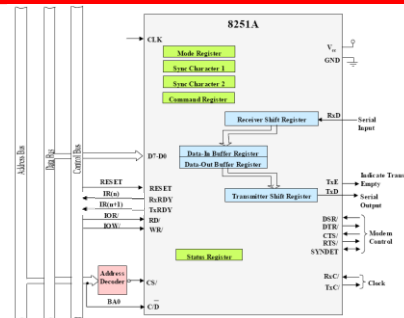 8251A
CLK
Mode Register
Sync Character 1
Sync Character 2
Command Register
Vcc
GND
Receiver Shift Register
RxD
Serial
Input
Address Bus
Data Bus
Control Bus
D7-D0
Data-In Buffer Register
Data-Out Buffer Register
Indicate Trans
Empty
TxE
TxD
Serial
Output
Transmitter Shift Register
RESET
RESET
IR(n)
RxRDY
IR(n+1)
TxRDY
IOR/
RD/
IOW/
WR/
DSR/
DTR/
CTS/
RTS/
SYNDET
Modem
Control
Status Register
Address
Decoder
CS/
BA0
C/D
RxC/
TxC/
Clock